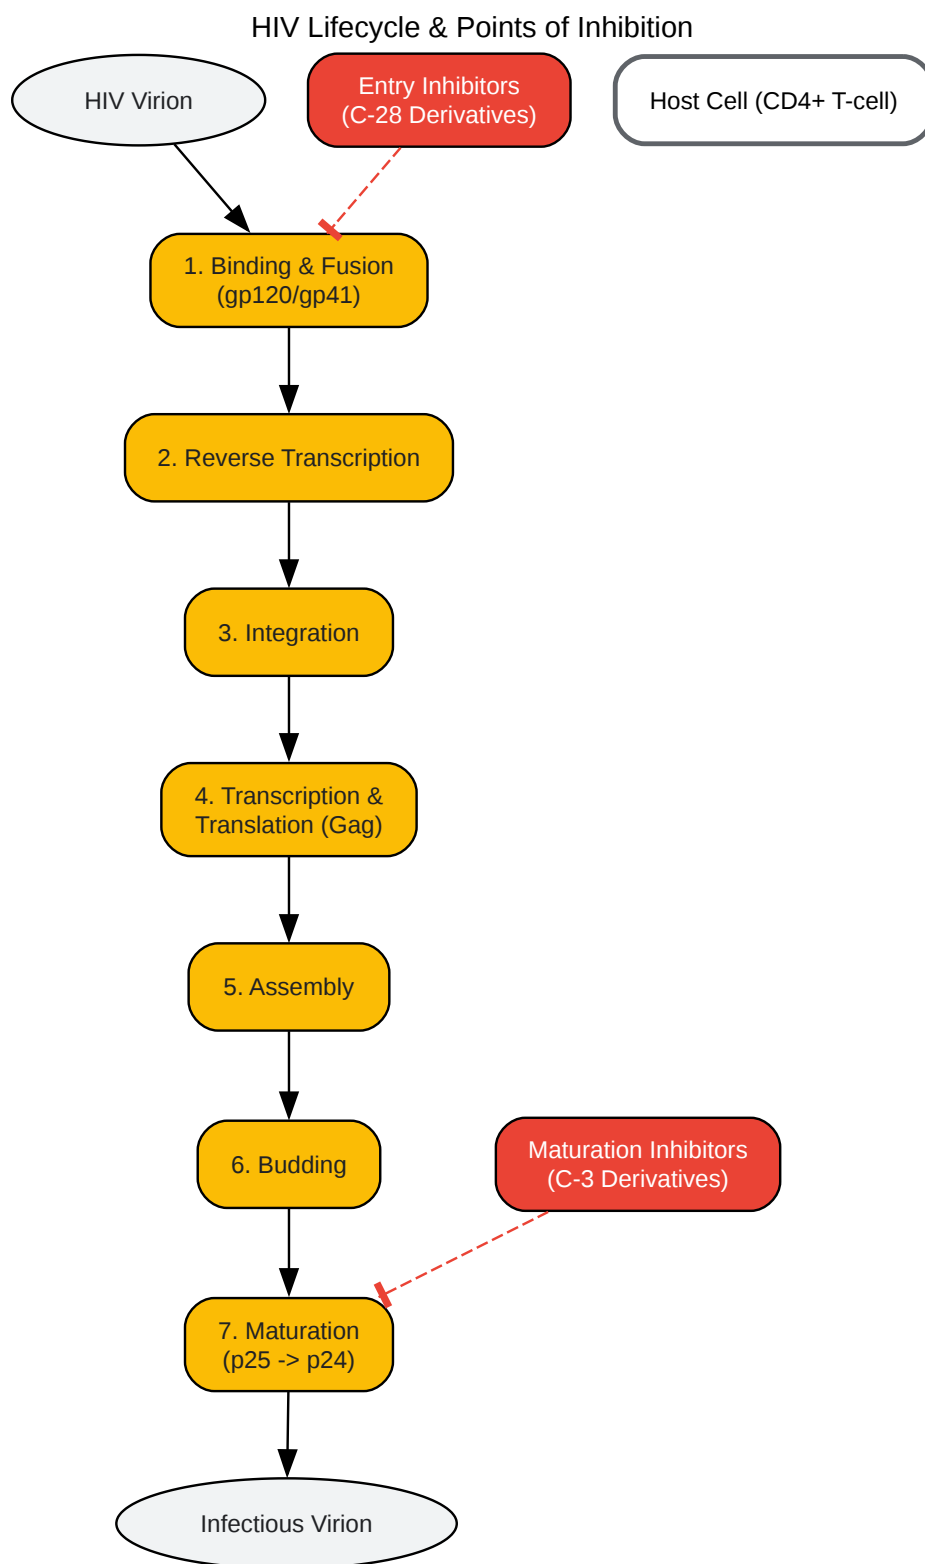 HIV Lifecycle & Points of Inhibition
HIV Virion
Entry Inhibitors
(C-28 Derivatives)
Host Cell (CD4+ T-cell)
1. Binding & Fusion
(gp120/gp41)
2. Reverse Transcription
3. Integration
4. Transcription &
Translation (Gag)
5. Assembly
6. Budding
Maturation Inhibitors
(C-3 Derivatives)
7. Maturation
(p25 -> p24)
Infectious Virion